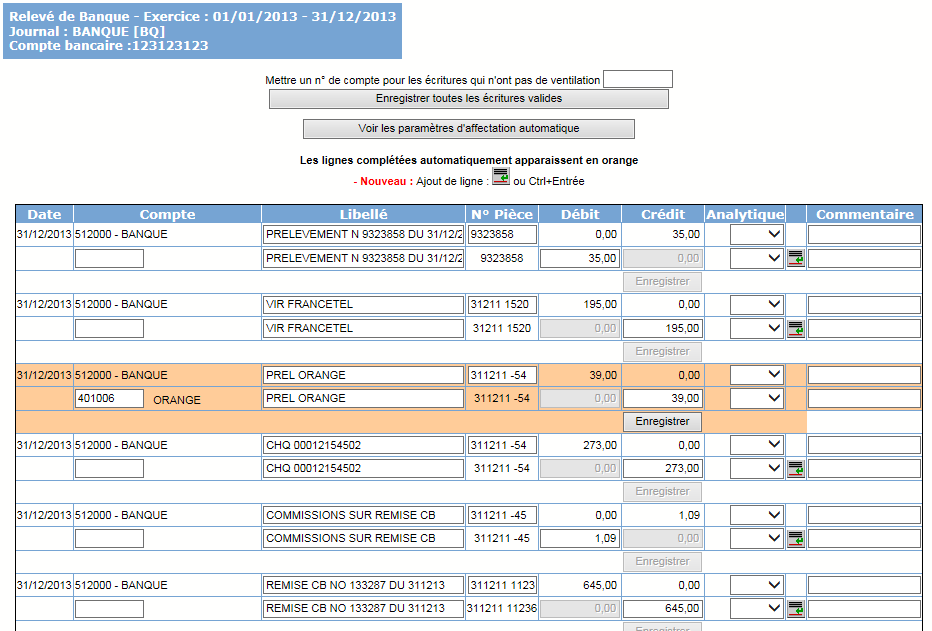 Relevé de Banque - Exercice : 01/01/2013 - 31/12/2013
Journal : BANQUE [BQ]
Compte bancaire :123123123
Mettre un n° de compte pour les écritures qui n'ont pas de ventilation
Enregistrer toutes les écritures valides
Voir les paramètres d'affectation automatique
Les lignes complétées automatiquement apparaissent en orange
- Nouveau : Ajout de ligne : ou Ctrl+Entrée
Date Compte Libellé N° Pièce Débit Crédit Analytique Commentaire
31/12/2013 512000 - BANQUE PRELEVEMENT N 9323858 DU 31/12/2 9323858 0,00 35,00
PRELEVEMENT N 9323858 DU 31/12/2 9323858 35,00 0,00
Enregistrer
31/12/2013 512000 - BANQUE VIR FRANCETEL 31211 1520 195,00 0,00
VIR FRANCETEL 31211 1520 0,00 195,00
Enregistrer
31/12/2013 512000 - BANQUE PREL ORANGE 311211 -54 39,00 0,00
401006 ORANGE PREL ORANGE 311211 -54 0,00 39,00
Enregistrer
31/12/2013 512000 - BANQUE CHQ 00012154502 311211 -54 273,00 0,00
CHQ 00012154502 311211 -54 0,00 273,00
Enregistrer
31/12/2013 512000 - BANQUE COMMISSIONS SUR REMISE CB 311211 -45 0,00 1,09
COMMISSIONS SUR REMISE CB 311211 -45 1,09 0,00
Enregistrer
31/12/2013 512000 - BANQUE REMISE CB NO 133287 DU 311213 311211 1123 645,00 0,00
REMISE CB NO 133287 DU 311213 311211 11236 0,00 645,00
Enregistrer